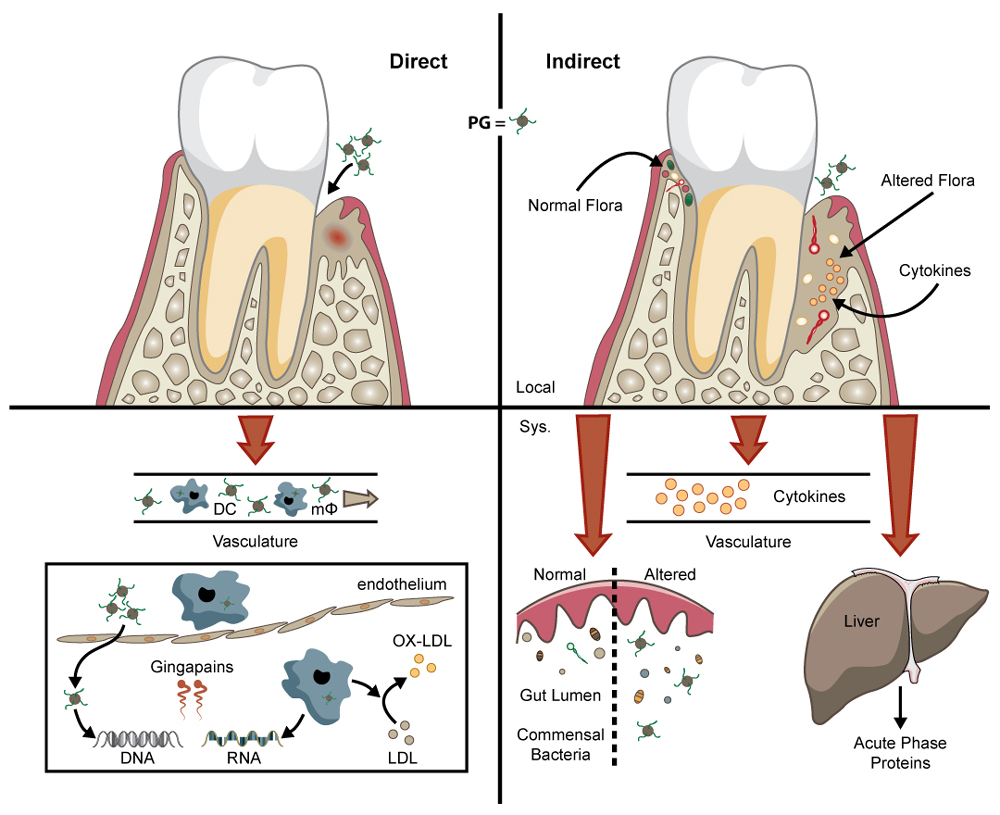 Direct
Indirect
PG =
Normal Flora
Altered Flora
Cytokines
Local
Sys.
DC
mΦ
Vasculature
Cytokines
Vasculature
endothelium
OX-LDL
Gingapains
DNA
RNA
LDL
Normal
Altered
Gut Lumen
Commensal
Bacteria
Liver
Acute Phase
Proteins